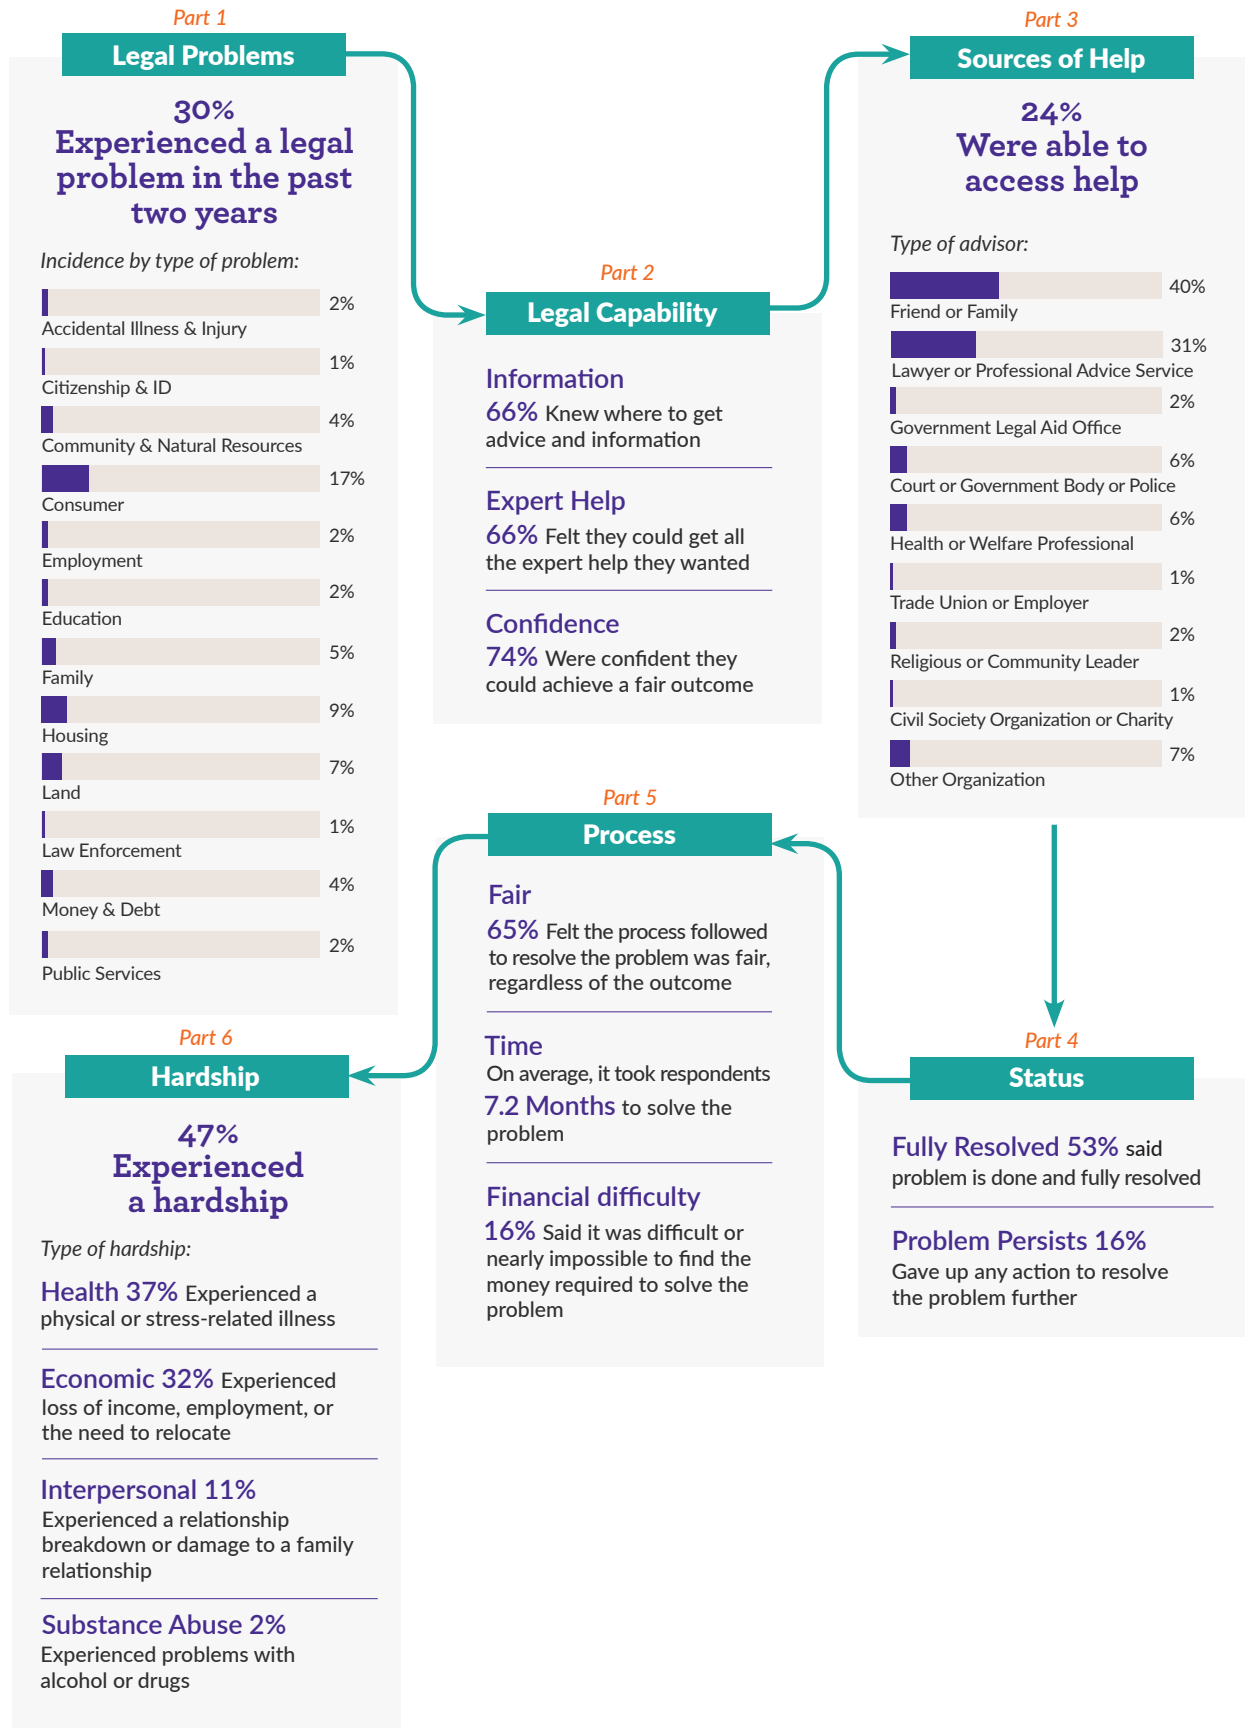 Part 1
Legal Problems
30%
Experienced a legal
problem in the past
two years
Incidence by type of problem:
2%
Accidental Illness & Injury
1%
Citizenship & ID
4%
Community & Natural Resources
17%
Consumer
2%
Employment
2%
Education
5%
Family
9%
Housing
7%
Land
1%
Law Enforcement
4%
Money & Debt
2%
Public Services
Part 2
Legal Capability
Information
66% Knew where to get
advice and information
Expert Help
66% Felt they could get all
the expert help they wanted
Confidence
74% Were confident they
could achieve a fair outcome
Part 3
Sources of Help
24%
Were able to
access help
Type of advisor:
40%
Friend or Family
31%
Lawyer or Professional Advice Service
2%
Government Legal Aid Office
6%
Court or Government Body or Police
6%
Health or Welfare Professional
1%
Trade Union or Employer
2%
Religious or Community Leader
1%
Civil Society Organization or Charity
7%
Other Organization
Part 4
Status
Fully Resolved 53% said
problem is done and fully resolved
Problem Persists 16%
Gave up any action to resolve
the problem further
Part 5
Process
Fair
65% Felt the process followed
to resolve the problem was fair,
regardless of the outcome
Time
On average, it took respondents
7.2 Months to solve the
problem
Financial difficulty
16% Said it was difficult or
nearly impossible to find the
money required to solve the
problem
Part 6
Hardship
47%
Experienced
a hardship
Type of hardship:
Health 37% Experienced a
physical or stress-related illness
Economic 32% Experienced
loss of income, employment, or
the need to relocate
Interpersonal 11%
Experienced a relationship
breakdown or damage to a family
relationship
Substance Abuse 2%
Experienced problems with
alcohol or drugs